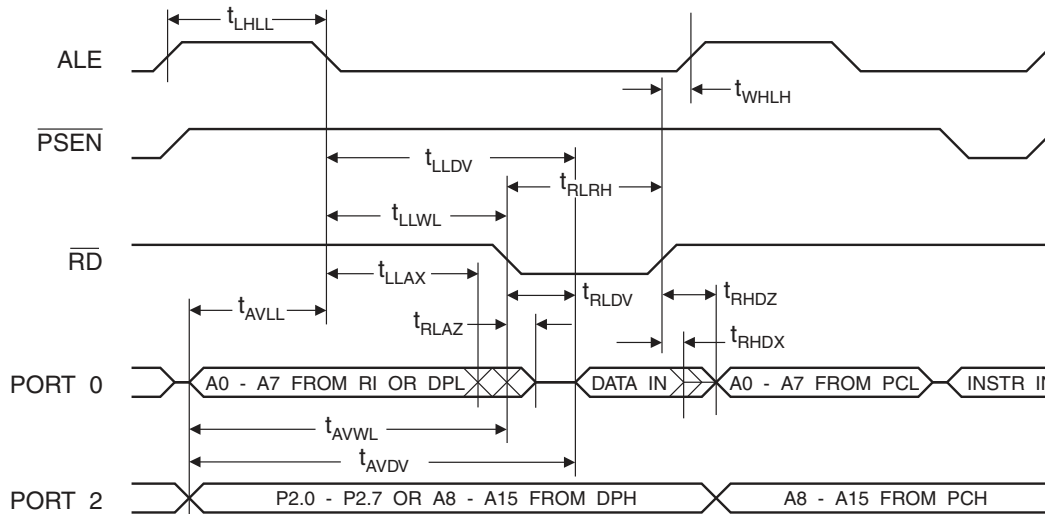 tLHLL
ALE
tWHLH
PSEN
tLLDV
tRLRH
tLLWL
RD
tLLAX
tRLDV
tRHDZ
tAVLL
tRLAZ
tRHDX
PORT 0
A0 - A7 FROM RI OR DPL
DATA IN
A0 - A7 FROM PCL
INSTR IN
tAVWL
tAVDV
PORT 2
P2.0 - P2.7 OR A8 - A15 FROM DPH
A8 - A15 FROM PCH